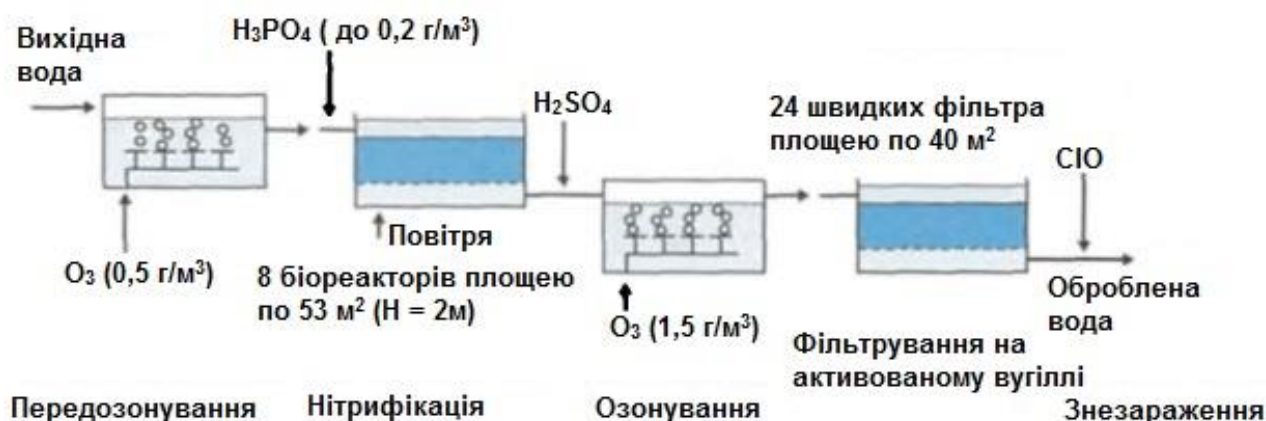 Вихідна
вода
H₃PO₄ ( до 0,2 г/м³)
H₂SO₄
24 швидких фільтра
площею по 40 м²
ClO
Повітря
O₃ (0,5 г/м³)
8 біореакторів площею
по 53 м² (H = 2м)
O₃ (1,5 г/м³)
Оброблена
вода
Фільтрування на
активованому вугіллі
Передозонування
Нітрифікація
Озонування
Знезараження